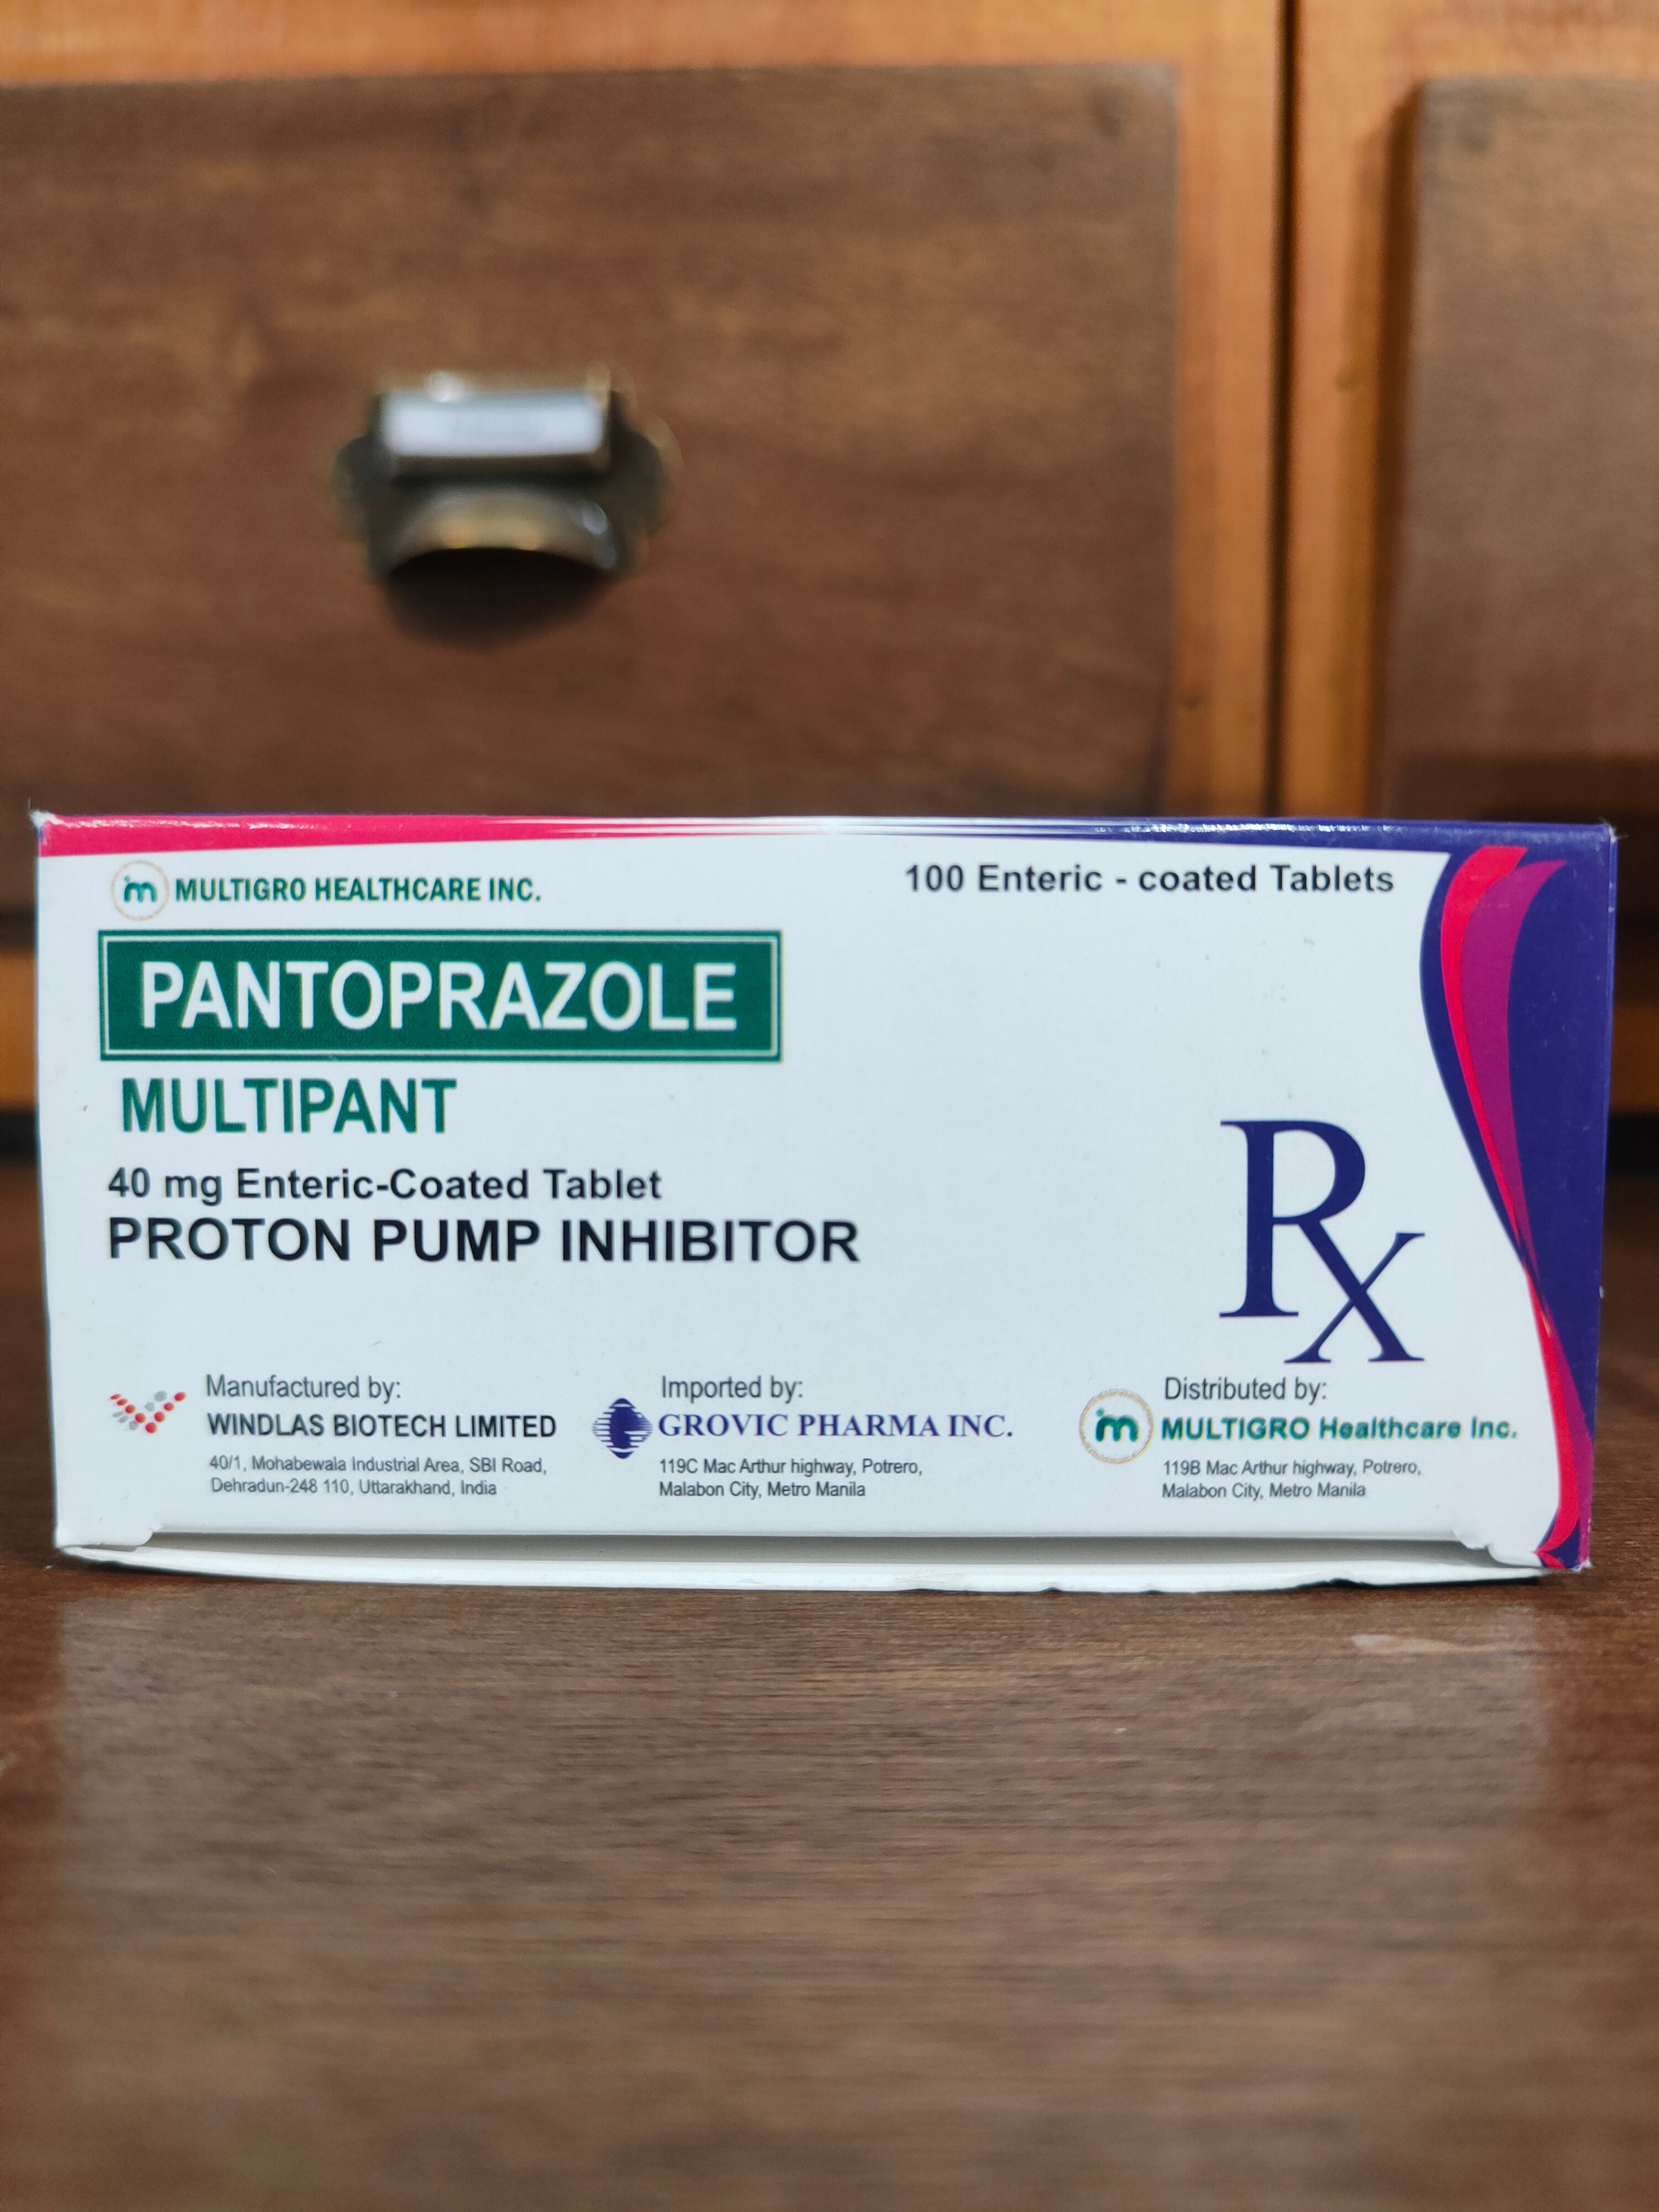 m MULTIGRO HEALTHCARE INC.
100 Enteric - coated Tablets
PANTOPRAZOLE
MULTIPANT
40 mg Enteric-Coated Tablet
PROTON PUMP INHIBITOR
Rx
Manufactured by:
WINDLAS BIOTECH LIMITED
40/1, Mohabewala Industrial Area, SBI Road,
Dehradun-248 110, Uttarakhand, India
Imported by:
GROVIC PHARMA INC.
119C Mac Arthur highway, Potrero,
Malabon City, Metro Manila
Distributed by:
m MULTIGRO Healthcare Inc.
119B Mac Arthur highway, Potrero,
Malabon City, Metro Manila